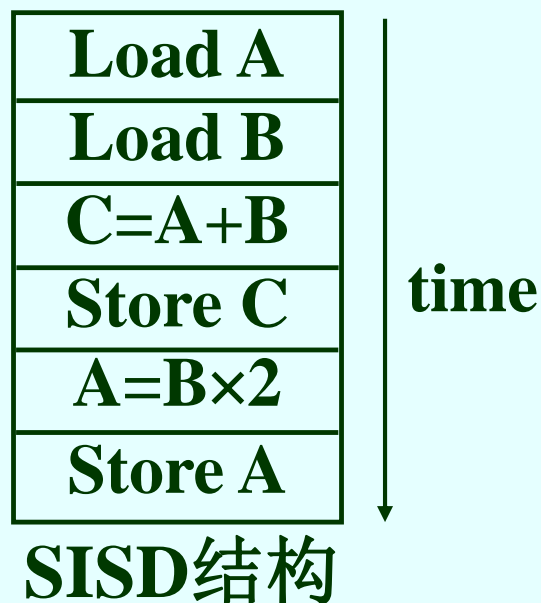 Load A
Load B
C=A+B
Store C
time
A=B×2
Store A
SISD结构